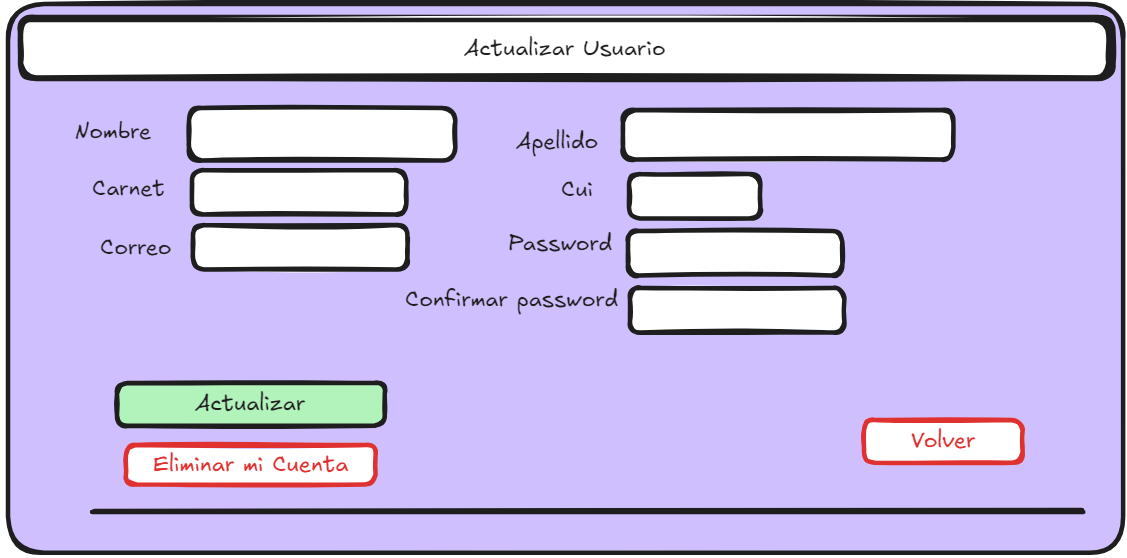 Actualizar Usuario
Nombre
Apellido
Carnet
Cui
Correo
Password
Confirmar password
Actualizar
Eliminar mi Cuenta
Volver